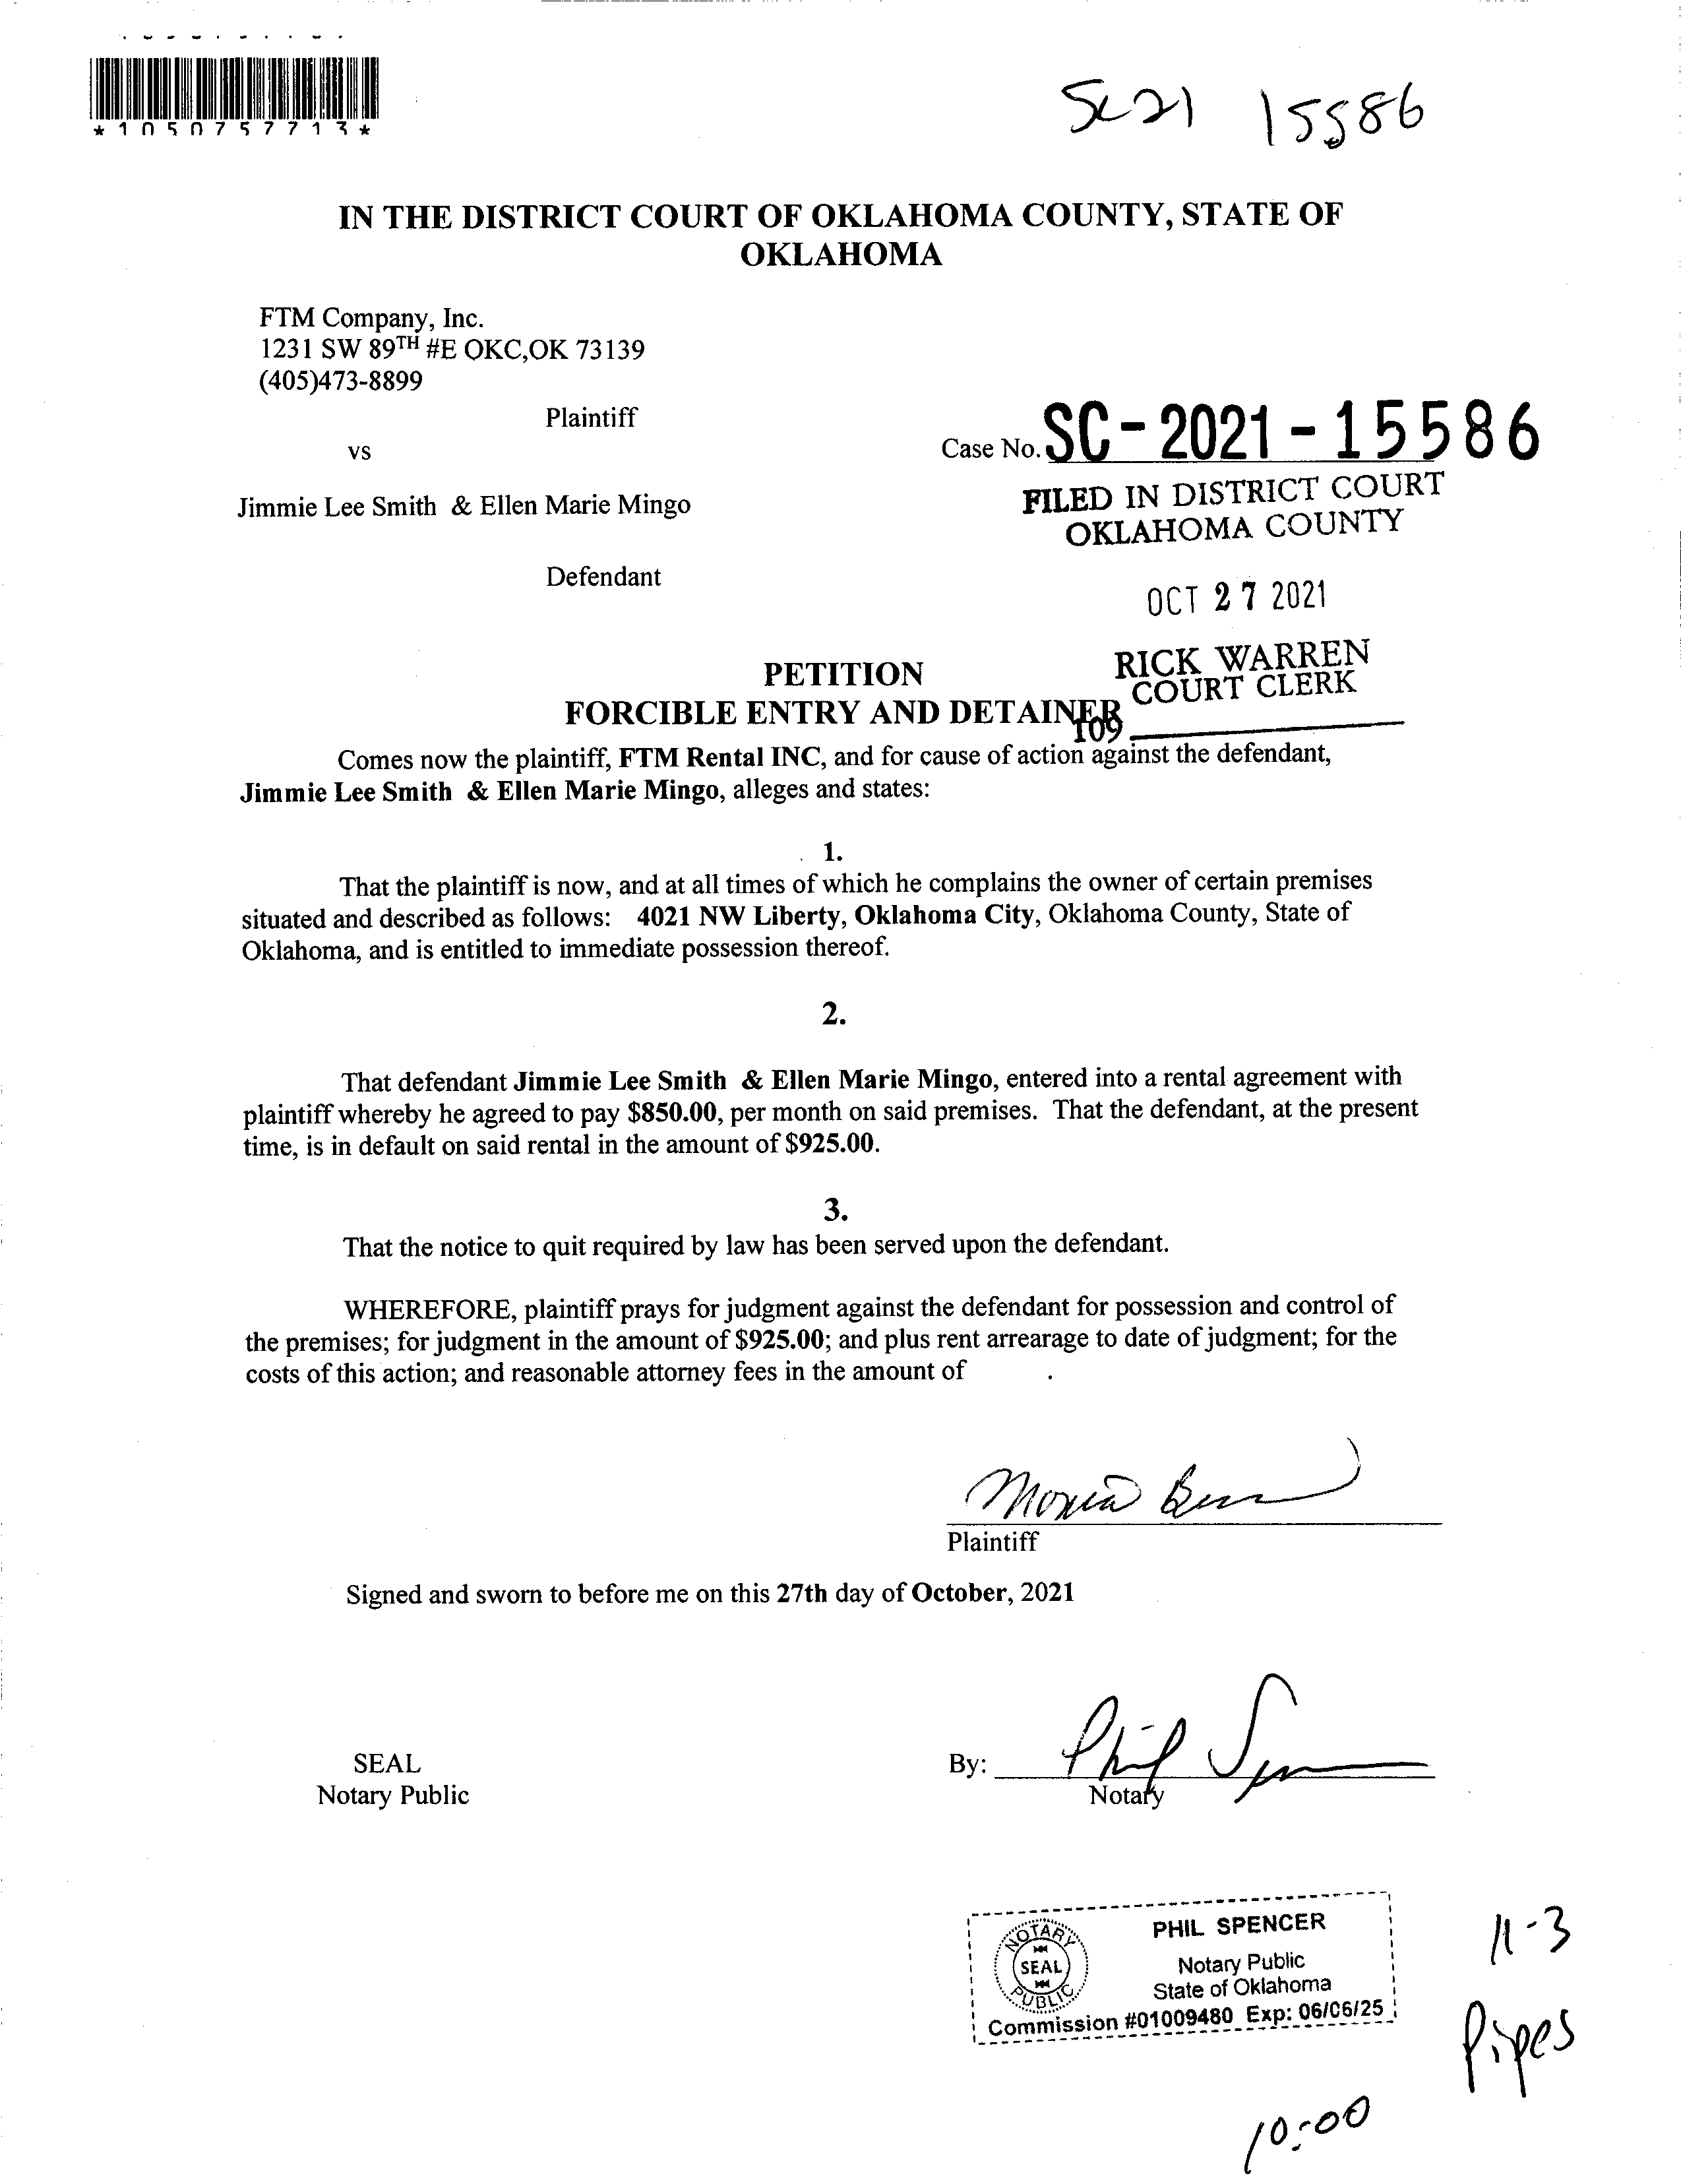 *1050757713*
SC21 15586
IN THE DISTRICT COURT OF OKLAHOMA COUNTY, STATE OF
OKLAHOMA
FTM Company, Inc.
1231 SW 89TH #E OKC,OK 73139
(405)473-8899
Plaintiff
vs
Case No. SC-2021-15586
Jimmie Lee Smith & Ellen Marie Mingo
FILED IN DISTRICT COURT
OKLAHOMA COUNTY
Defendant
OCT 27 2021
RICK WARREN
COURT CLERK
PETITION
FORCIBLE ENTRY AND DETAINER
109
Comes now the plaintiff, FTM Rental INC, and for cause of action against the defendant,
Jimmie Lee Smith & Ellen Marie Mingo, alleges and states:
1.
That the plaintiff is now, and at all times of which he complains the owner of certain premises
situated and described as follows: 4021 NW Liberty, Oklahoma City, Oklahoma County, State of
Oklahoma, and is entitled to immediate possession thereof.
2.
That defendant Jimmie Lee Smith & Ellen Marie Mingo, entered into a rental agreement with
plaintiff whereby he agreed to pay $850.00, per month on said premises. That the defendant, at the present
time, is in default on said rental in the amount of $925.00.
3.
That the notice to quit required by law has been served upon the defendant.
WHEREFORE, plaintiff prays for judgment against the defendant for possession and control of
the premises; for judgment in the amount of $925.00; and plus rent arrearage to date of judgment; for the
costs of this action; and reasonable attorney fees in the amount of .
Plaintiff
Signed and sworn to before me on this 27th day of October, 2021
SEAL
Notary Public
By: Phil
Notary
NOTARY
SEAL
PUBLIC
PHIL SPENCER
Notary Public
State of Oklahoma
Commission #01009480 Exp: 06/06/25
11-3
Pipes
10:00